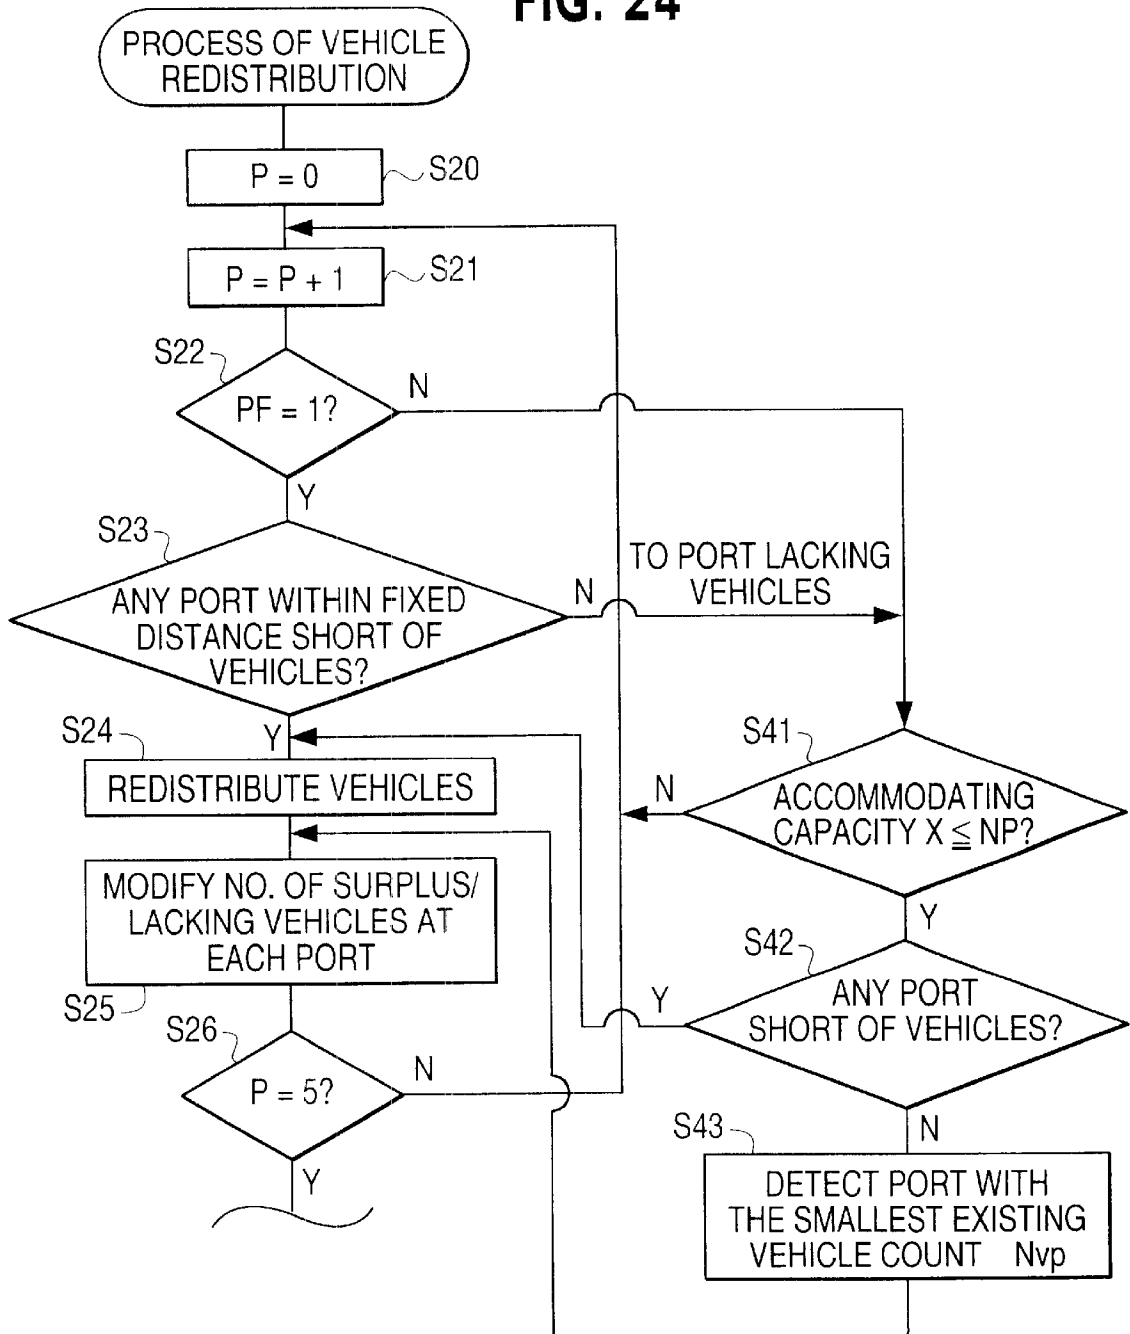 FIG. 24
PROCESS OF VEHICLE
REDISTRIBUTION
P = 0
S20
P = P + 1
S21
S22
PF = 1?
N
Y
S23
ANY PORT WITHIN FIXED
DISTANCE SHORT OF
VEHICLES?
N
TO PORT LACKING
VEHICLES
Y
S24
REDISTRIBUTE VEHICLES
MODIFY NO. OF SURPLUS/
LACKING VEHICLES AT
EACH PORT
S25
S26
P = 5?
N
Y
S41
ACCOMMODATING
CAPACITY X ≦ NP?
N
Y
S42
ANY PORT
SHORT OF VEHICLES?
Y
N
S43
DETECT PORT WITH
THE SMALLEST EXISTING
VEHICLE COUNT Nvp